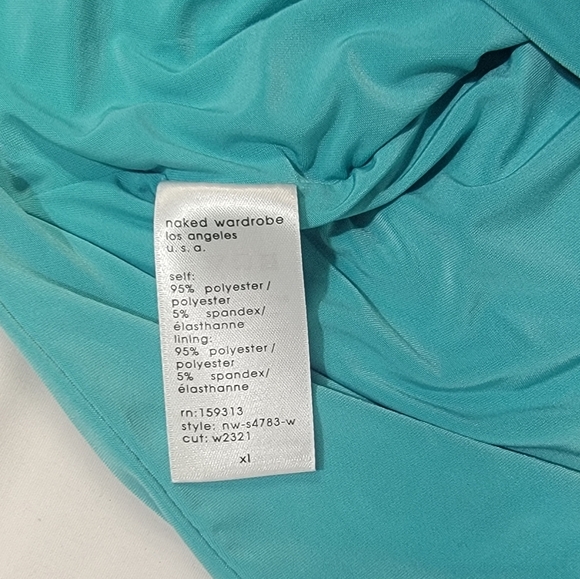 naked wardrobe
los angeles
u.s.a.
self:
95% polyester/
polyester
5% spandex/
élasthanne
lining:
95% polyester/
polyester
5% spandex/
élasthanne
rn:159313
style: nw-s4783-w
cut: w2321
xl